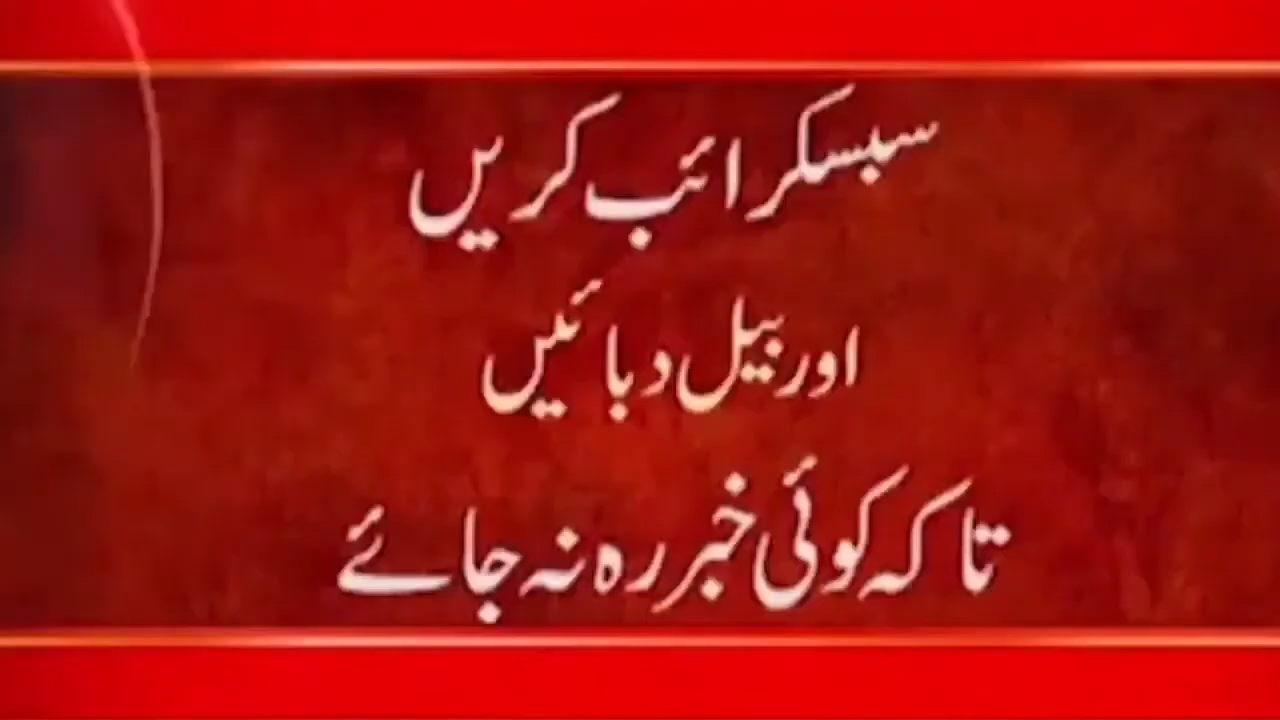 سبسکرائب کریں
اور بیل دبائیں
تاکہ کوئی خبر رہ نہ جائے